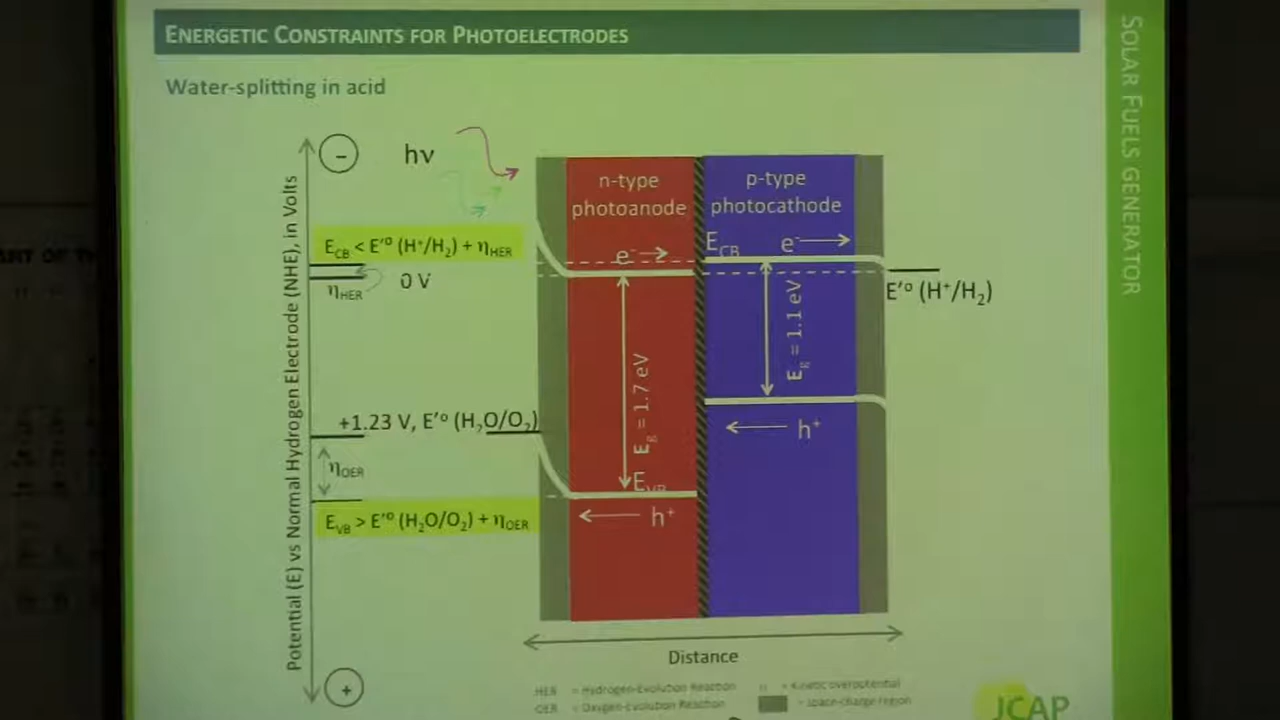 ENERGETIC CONSTRAINTS FOR PHOTOELECTRODES
SOLAR FUELS GENERATOR
Water-splitting in acid
Potential (E) vs Normal Hydrogen Electrode (NHE), in Volts
−
hν
n-type
photoanode
p-type
photocathode
E_CB < E′º (H⁺/H₂) + η_HER
e⁻
E_CB
e⁻
η_HER
0 V
E′º (H⁺/H₂)
E_g = 1.7 eV
E_g = 1.1 eV
+1.23 V, E′º (H₂O/O₂)
h⁺
η_OER
E_VB
E_VB > E′º (H₂O/O₂) + η_OER
h⁺
+
Distance
HER = Hydrogen-Evolution Reaction
η = Kinetic overpotential
OER = Oxygen-Evolution Reaction
= space-charge region
JCAP